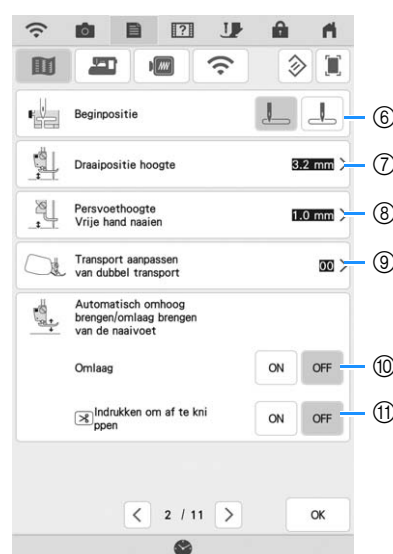 Beginpositie
⑥
Draaipositie hoogte
3.2 mm
⑦
Persvoethoogte
Vrije hand naaien
1.0 mm
⑧
Transport aanpassen
van dubbel transport
00
⑨
Automatisch omhoog
brengen/omlaag brengen
van de naaivoet
Omlaag
ON OFF
⑩
Indrukken om af te kni
ppen
ON OFF
⑪
2 / 11
OK